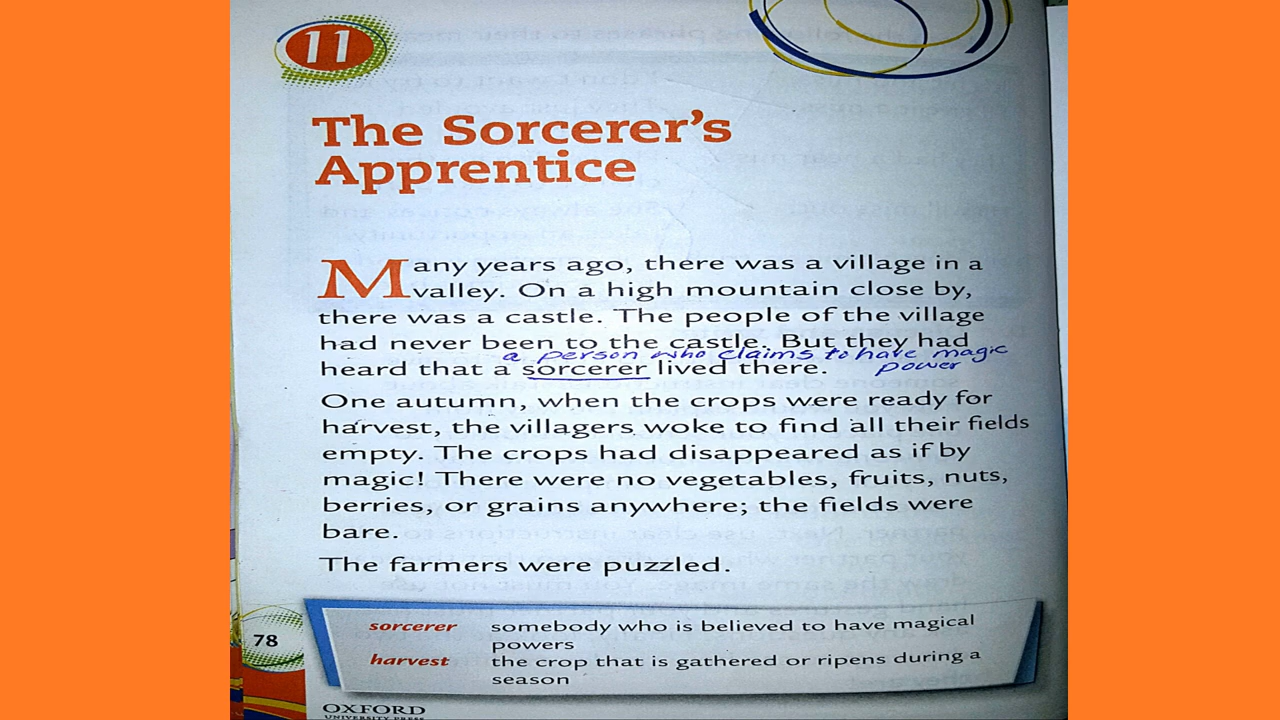 11
The Sorcerer's
Apprentice
Many years ago, there was a village in a
valley. On a high mountain close by,
there was a castle. The people of the village
had never been to the castle. But they had
a person who claims to have magic
power
heard that a sorcerer lived there.
One autumn, when the crops were ready for
harvest, the villagers woke to find all their fields
empty. The crops had disappeared as if by
magic! There were no vegetables, fruits, nuts,
berries, or grains anywhere; the fields were
bare.
The farmers were puzzled.
sorcerer somebody who is believed to have magical
powers
harvest the crop that is gathered or ripens during a
season
78
OXFORD
UNIVERSITY PRESS